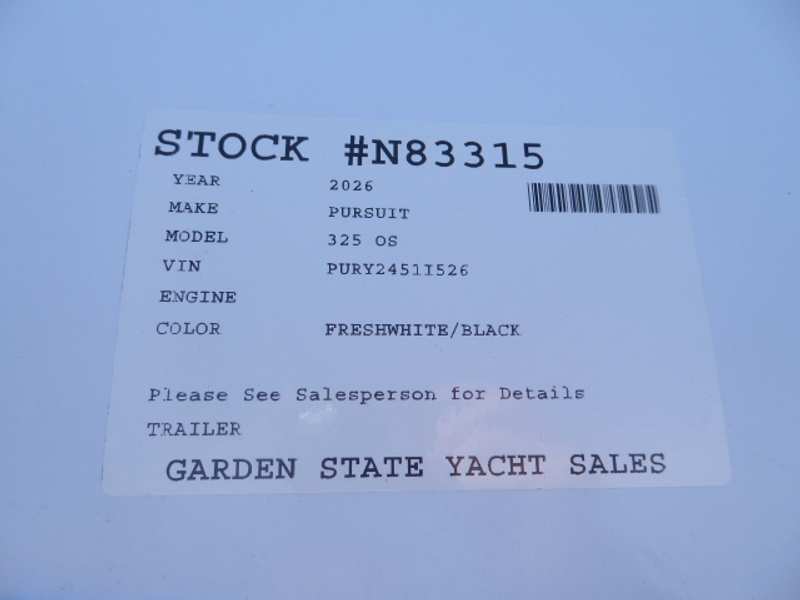 STOCK #N83315
YEAR 2026
MAKE PURSUIT
MODEL 325 OS
VIN PURY2451I526
ENGINE
COLOR FRESHWHITE/BLACK
Please See Salesperson for Details
TRAILER
GARDEN STATE YACHT SALES